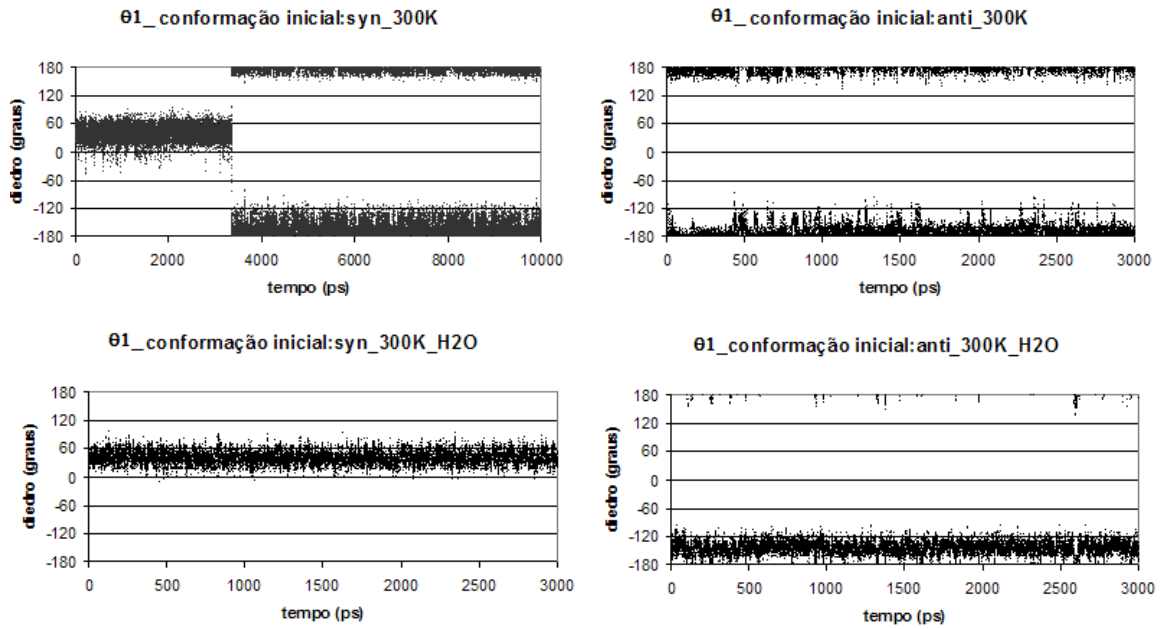 θ1_ conformação inicial:syn_300K
diedro (graus)
180
120
60
0
-60
-120
-180
0 2000 4000 6000 8000 10000
tempo (ps)
θ1_conformação inicial:anti_300K
diedro (graus)
180
120
60
0
-60
-120
-180
0 500 1000 1500 2000 2500 3000
tempo (ps)
θ1_conformação inicial:syn_300K_H2O
diedro (graus)
180
120
60
0
-60
-120
-180
0 500 1000 1500 2000 2500 3000
tempo (ps)
θ1_conformação inicial:anti_300K_H2O
diedro (graus)
180
120
60
0
-60
-120
-180
0 500 1000 1500 2000 2500 3000
tempo (ps)